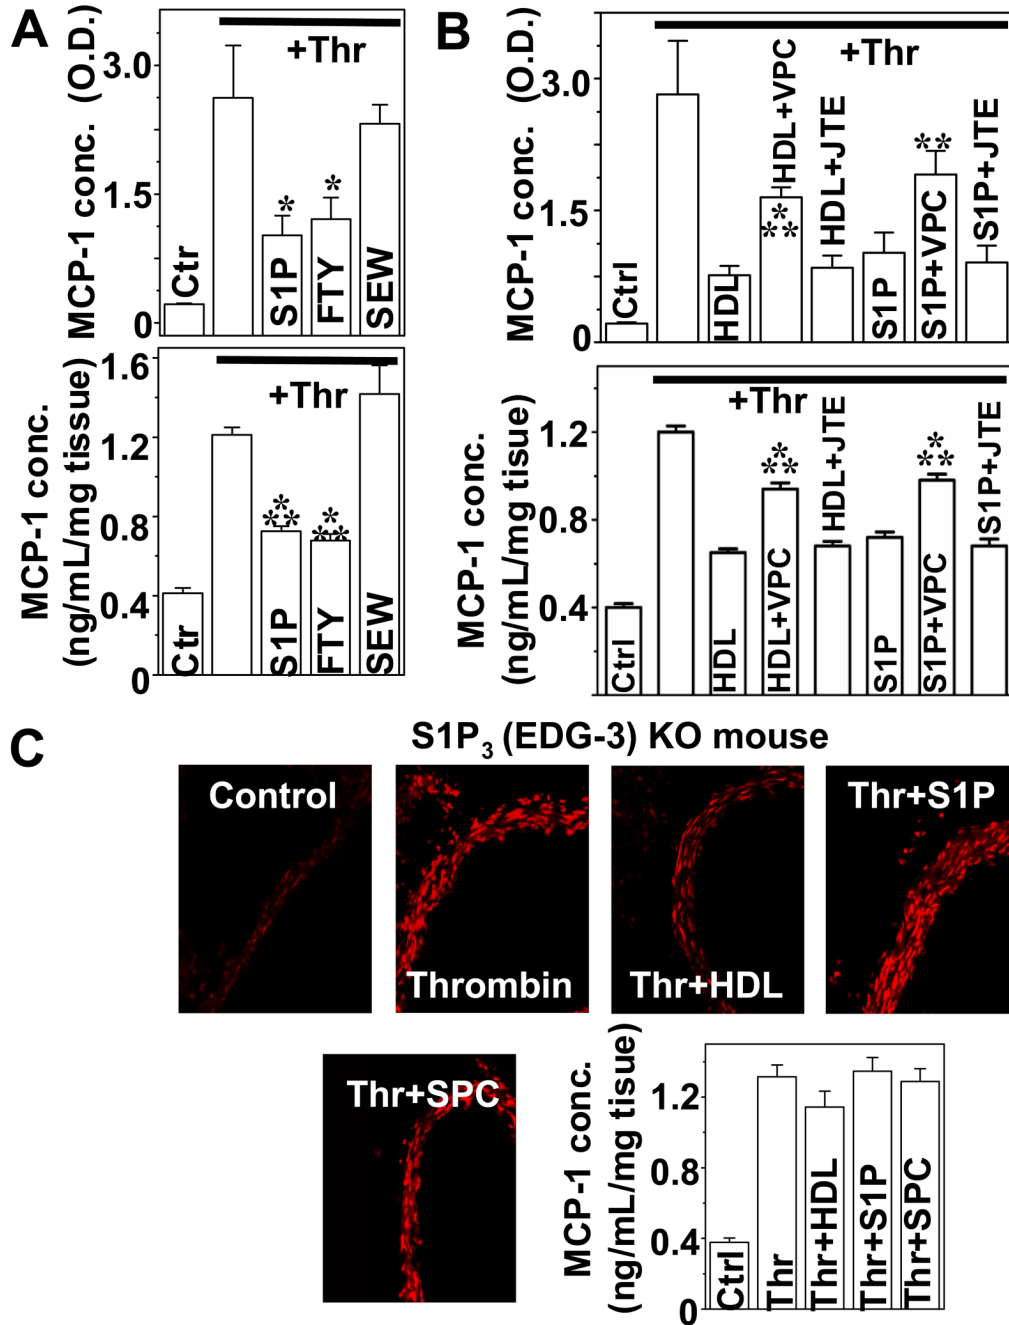 A
MCP-1 conc. (O.D.)
3.0
1.5
0
+Thr
Ctr
S1P
*
FTY
*
SEW
MCP-1 conc.
(ng/mL/mg tissue)
1.6
1.2
0.8
0.4
0
+Thr
Ctr
S1P
***
FTY
***
SEW
B
MCP-1 conc. (O.D.)
3.0
1.5
0
+Thr
Ctrl
HDL
HDL+VPC
***
HDL+JTE
S1P
S1P+VPC
**
S1P+JTE
MCP-1 conc.
(ng/mL/mg tisue)
1.2
0.8
0.4
+Thr
Ctrl
HDL
HDL+VPC
***
HDL+JTE
S1P
S1P+VPC
***
S1P+JTE
C
S1P3 (EDG-3) KO mouse
Control
Thrombin
Thr+HDL
Thr+S1P
Thr+SPC
MCP-1 conc.
(ng/mL/mg tissue)
1.2
0.8
0.4
0
Ctrl
Thr
Thr+HDL
Thr+S1P
Thr+SPC